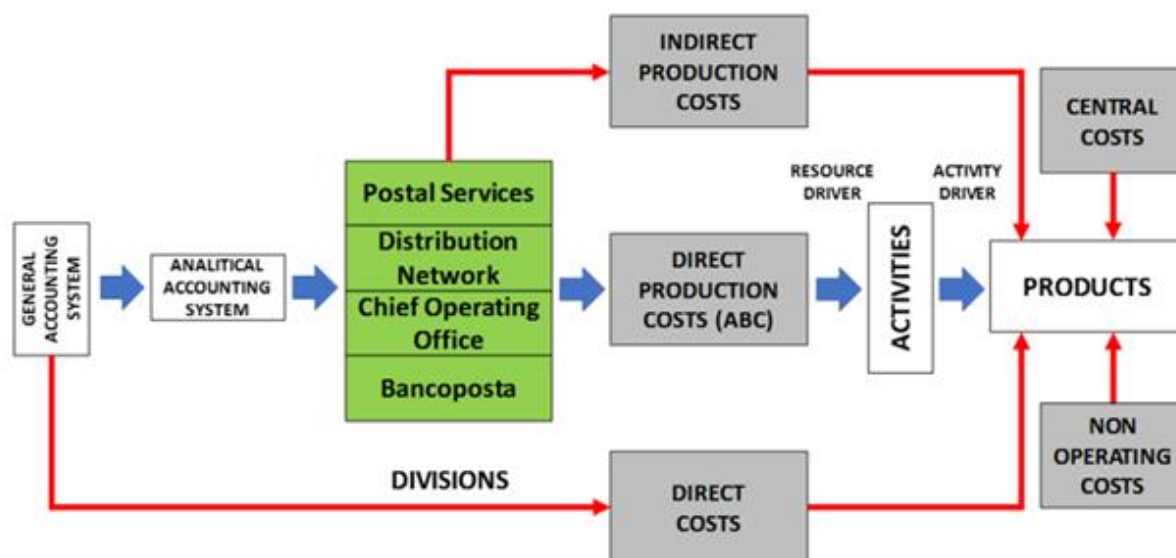 INDIRECT
PRODUCTION
COSTS
CENTRAL
COSTS
RESOURCE
DRIVER
ACTIVITY
DRIVER
Postal Services
Distribution
Network
Chief Operating
Office
Bancoposta
GENERAL
ACCOUNTING
SYSTEM
ANALITICAL
ACCOUNTING
SYSTEM
DIRECT
PRODUCTION
COSTS (ABC)
ACTIVITIES
PRODUCTS
NON
OPERATING
COSTS
DIVISIONS
DIRECT
COSTS